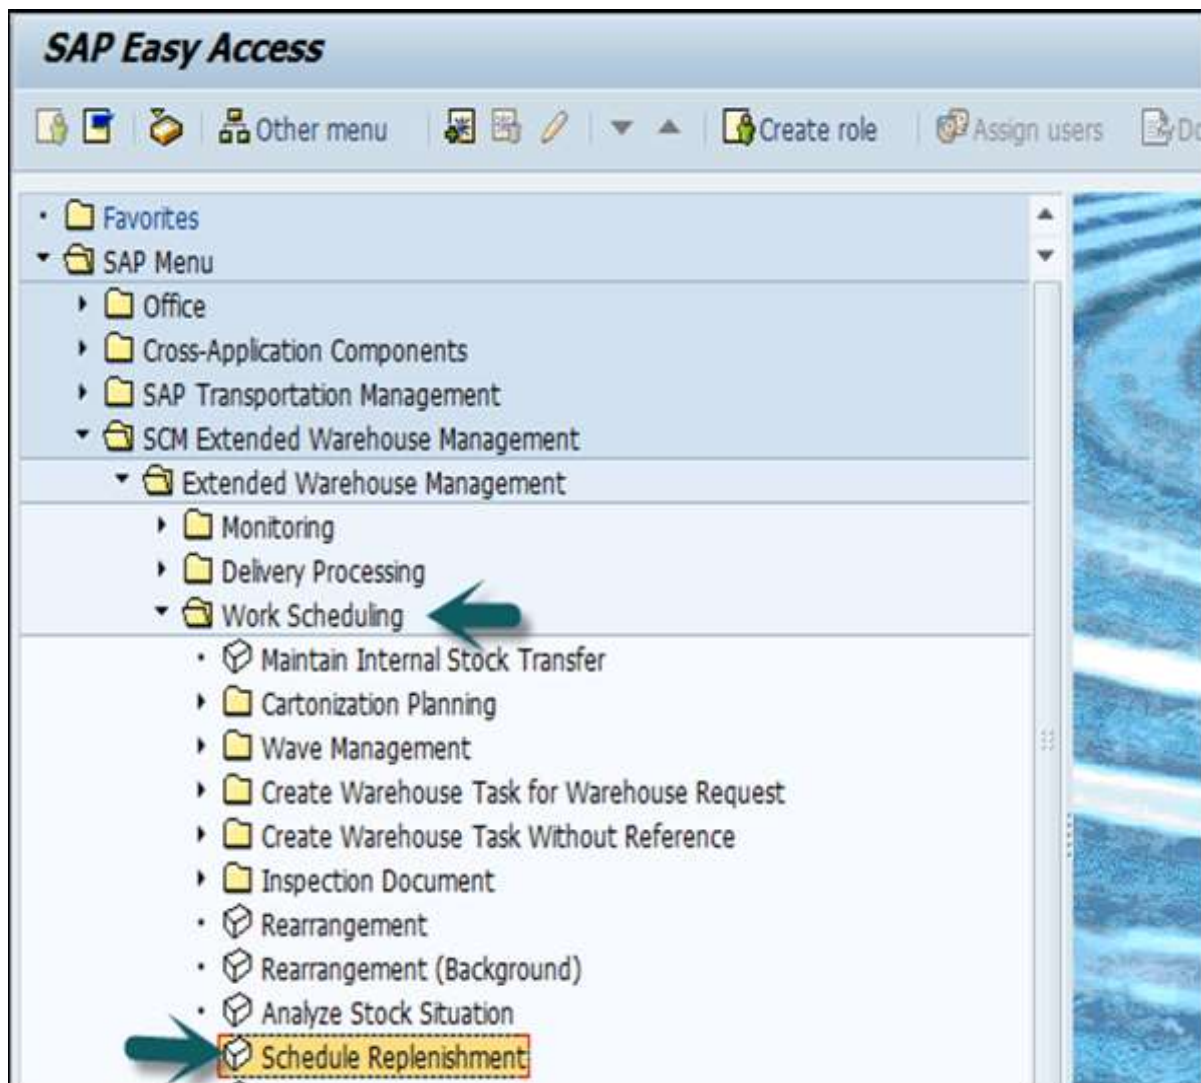 SAP Easy Access
Other menu Create role Assign users
Favorites
SAP Menu
Office
Cross-Application Components
SAP Transportation Management
SCM Extended Warehouse Management
Extended Warehouse Management
Monitoring
Delivery Processing
Work Scheduling
Maintain Internal Stock Transfer
Cartonization Planning
Wave Management
Create Warehouse Task for Warehouse Request
Create Warehouse Task Without Reference
Inspection Document
Rearrangement
Rearrangement (Background)
Analyze Stock Situation
Schedule Replenishment